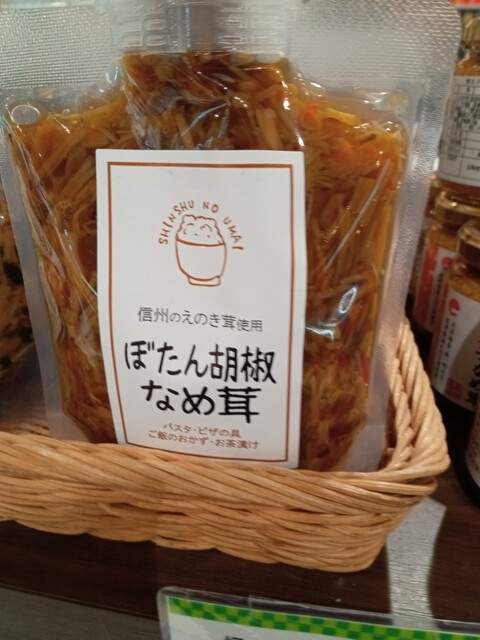 SHINSHU NO UMAI
信州のえのき茸使用
ぼたん胡椒
なめ茸
パスタ・ピザの具
ご飯のおかず・お茶漬け